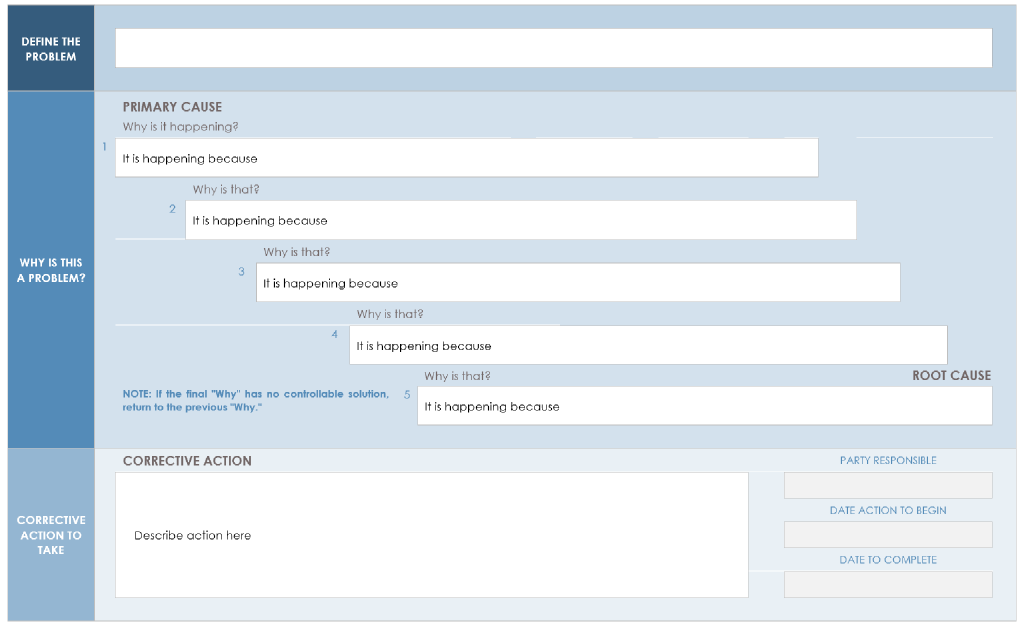 DEFINE THE
PROBLEM
PRIMARY CAUSE
Why is it happening?
1
It is happening because
Why is that?
2
It is happening because
WHY IS THIS
A PROBLEM?
Why is that?
3
It is happening because
Why is that?
4
It is happening because
Why is that?
ROOT CAUSE
NOTE: If the final "Why" has no controllable solution,
return to the previous "Why."
5
It is happening because
CORRECTIVE
ACTION TO
TAKE
CORRECTIVE ACTION
Describe action here
PARTY RESPONSIBLE
DATE ACTION TO BEGIN
DATE TO COMPLETE